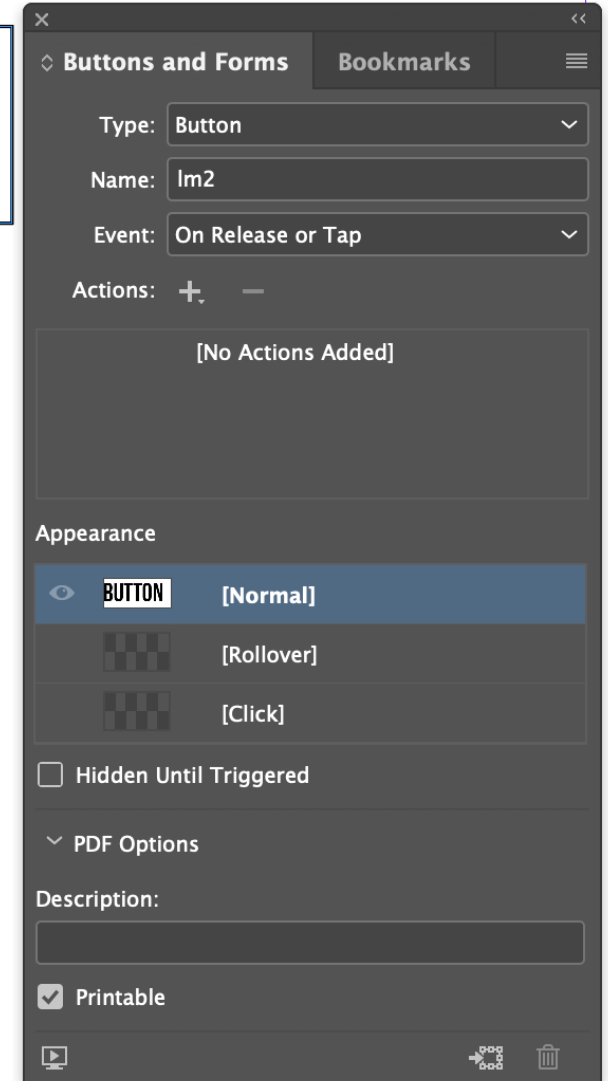 Buttons and Forms Bookmarks
Type: Button
Name: lm2
Event: On Release or Tap
Actions:
[No Actions Added]
Appearance
BUTTON [Normal]
[Rollover]
[Click]
Hidden Until Triggered
PDF Options
Description:
Printable